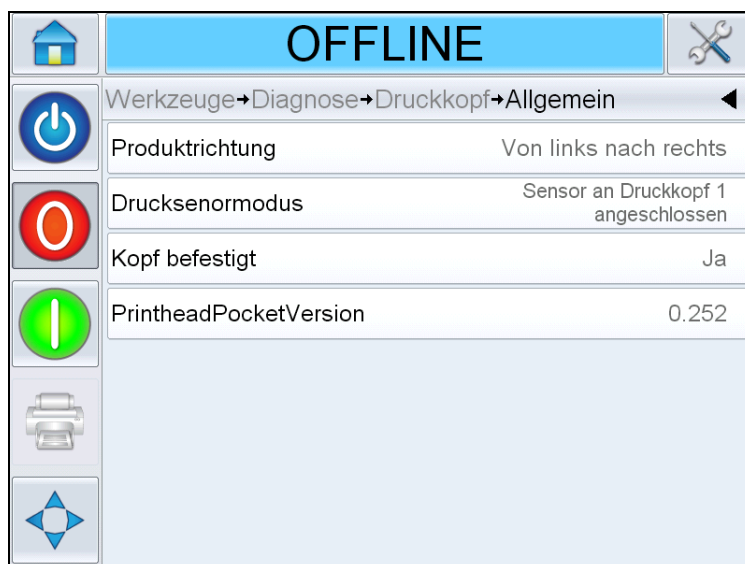 OFFLINE
Werkzeuge→Diagnose→Druckkopf→Allgemein
Produktrichtung Von links nach rechts
Drucksenormodus Sensor an Druckkopf 1
angeschlossen
Kopf befestigt Ja
PrintheadPocketVersion 0.252